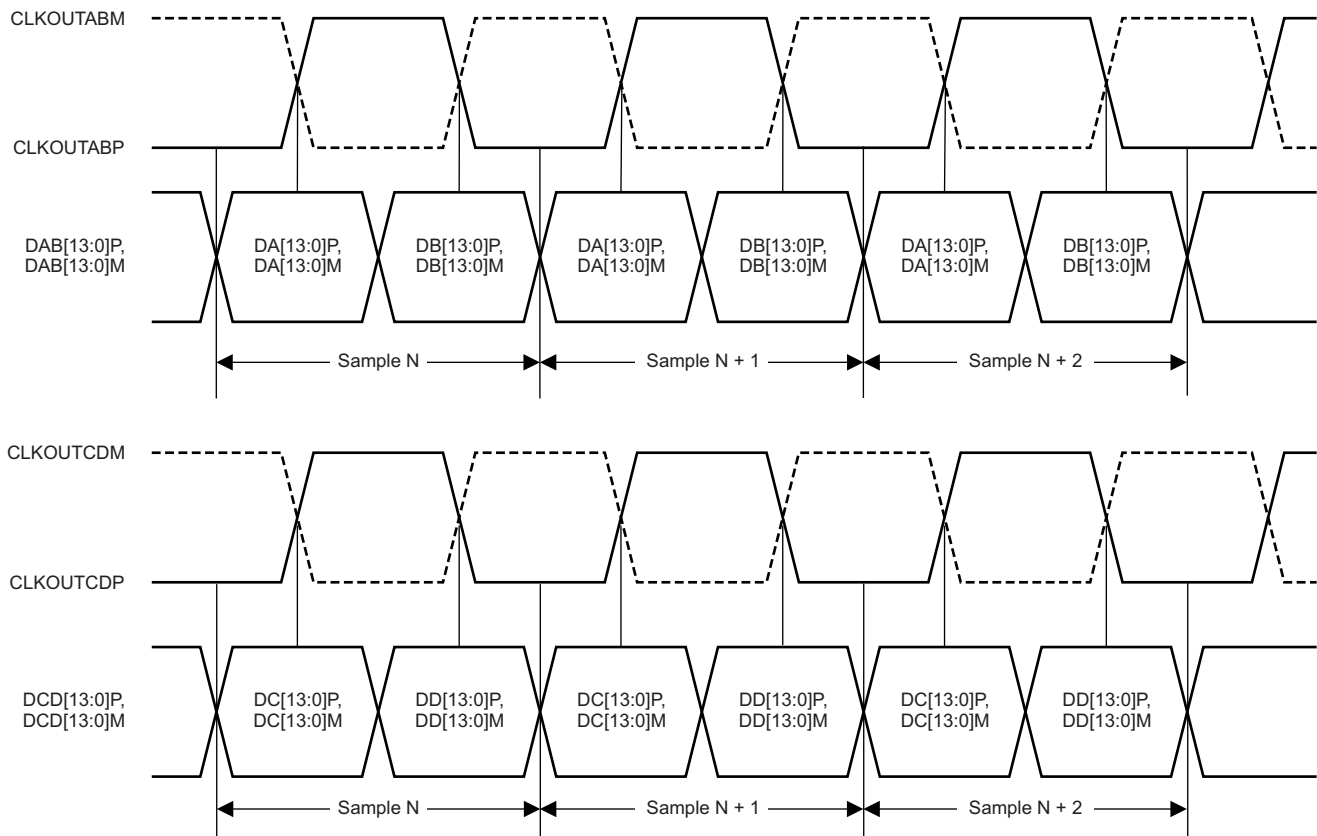 CLKOUTABM
CLKOUTABP
DAB[13:0]P,
DAB[13:0]M
DA[13:0]P,
DA[13:0]M
DB[13:0]P,
DB[13:0]M
DA[13:0]P,
DA[13:0]M
DB[13:0]P,
DB[13:0]M
DA[13:0]P,
DA[13:0]M
DB[13:0]P,
DB[13:0]M
Sample N
Sample N + 1
Sample N + 2
CLKOUTCDM
CLKOUTCDP
DCD[13:0]P,
DCD[13:0]M
DC[13:0]P,
DC[13:0]M
DD[13:0]P,
DD[13:0]M
DC[13:0]P,
DC[13:0]M
DD[13:0]P,
DD[13:0]M
DC[13:0]P,
DC[13:0]M
DD[13:0]P,
DD[13:0]M
Sample N
Sample N + 1
Sample N + 2